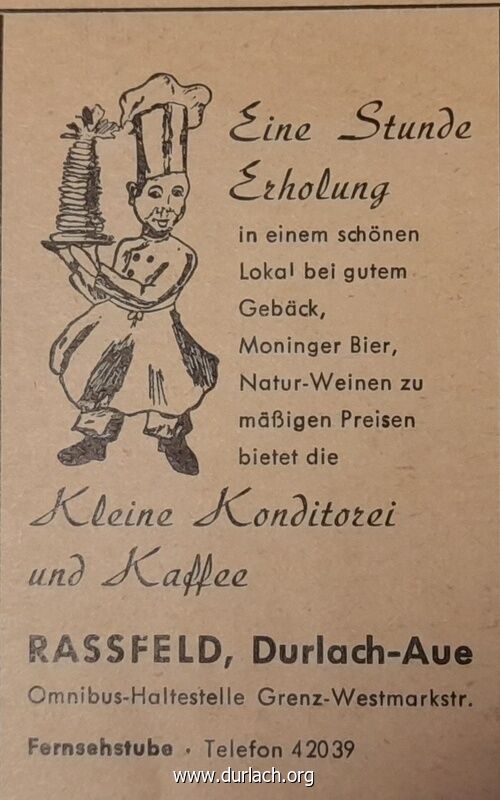 Eine Stunde
Erholung
in einem schönen
Lokal bei gutem
Gebäck,
Moninger Bier,
Natur-Weinen zu
mäßigen Preisen
bietet die
Kleine Konditorei
und Kaffee
RASSFELD, Durlach-Aue
Omnibus-Haltestelle Grenz-Westmarkstr.
Fernsehstube · Telefon 42039
www.durlach.org